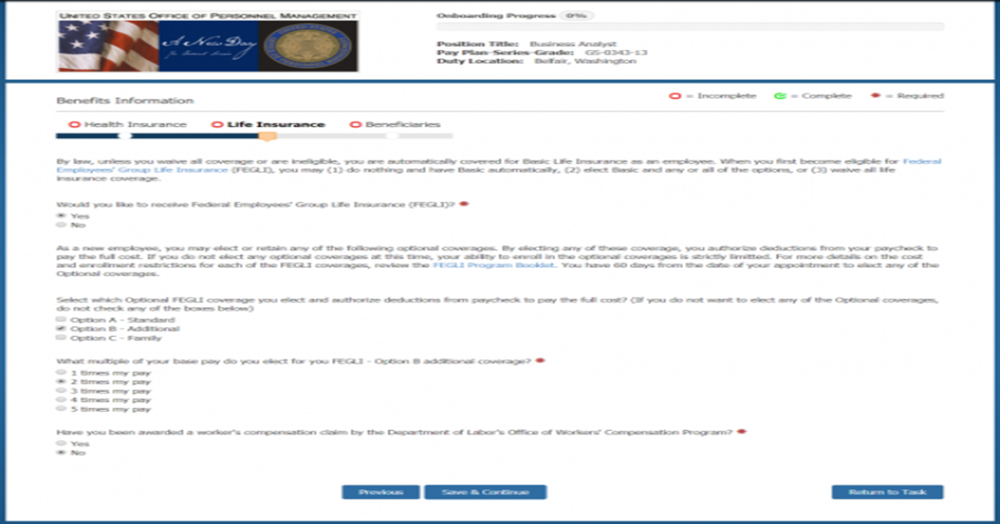 UNITED STATES OFFICE OF PERSONNEL MANAGEMENT
A New Day
for Federal Service
Onboarding Progress 0%
Position Title: Business Analyst
Pay Plan-Series-Grade: GS-0343-13
Duty Location: Belfair, Washington
Benefits Information
= Incomplete = Complete = Required
Health Insurance Life Insurance Beneficiaries
By law, unless you waive all coverage or are ineligible, you are automatically covered for Basic Life Insurance as an employee. When you first become eligible for Federal
Employees' Group Life Insurance (FEGLI), you may (1) do nothing and have Basic automatically, (2) elect Basic and any or all of the options, or (3) waive all life
insurance coverage.
Would you like to receive Federal Employees' Group Life Insurance (FEGLI)?
Yes
No
As a new employee, you may elect or retain any of the following optional coverages. By electing any of these coverage, you authorize deductions from your paycheck to
pay the full cost. If you do not elect any optional coverages at this time, your ability to enroll in the optional coverages is strictly limitted. For more details on the cost
and enrollment restrictions for each of the FEGLI coverages, review the FEGLI Program Booklet. You have 60 days from the date of your appointment to elect any of the
Optional coverages.
Select which Optional FEGLI coverage you elect and authorize deductions from paycheck to pay the full cost? (If you do not want to elect any of the Optional coverages,
do not check any of the boxes below)
Option A - Standard
Option B - Additional
Option C - Family
What multiple of your base pay do you elect for you FEGLI - Option B additional coverage?
1 times my pay
2 times my pay
3 times my pay
4 times my pay
5 times my pay
Have you been awarded a worker's compensation claim by the Department of Labor's Office of Workers' Compensation Program?
Yes
No
Previous Save & Continue Return to Task